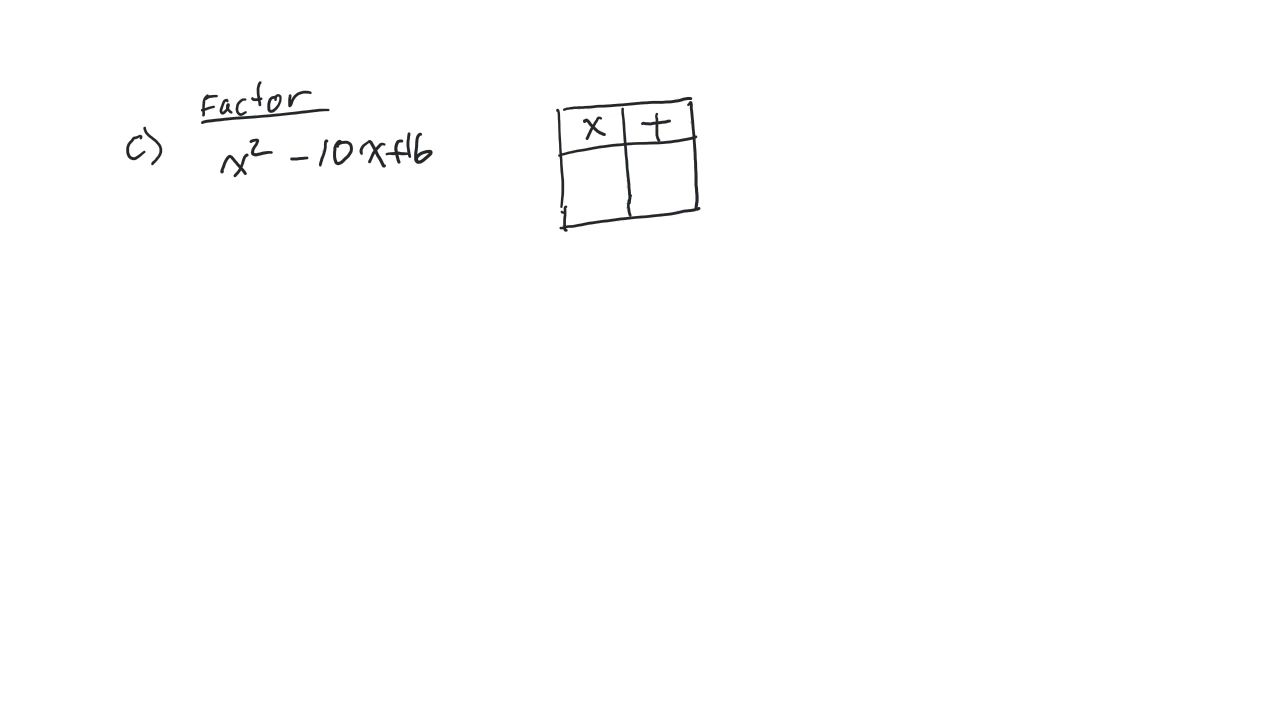 Factor
c) x² - 10x+16
x +